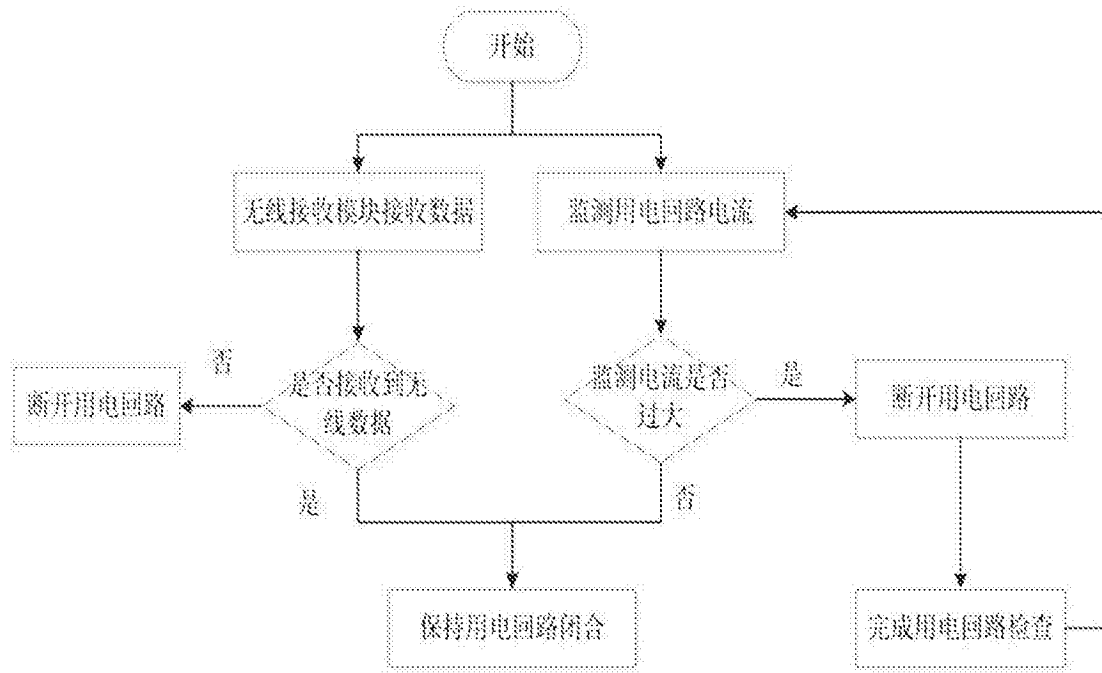 开始
无线接收模块接收数据
监测用电回路电流
否
是否接收到无
线数据
监测电流是否
过大
是
断开用电回路
断开用电回路
是
否
保持用电回路闭合
完成用电回路检查